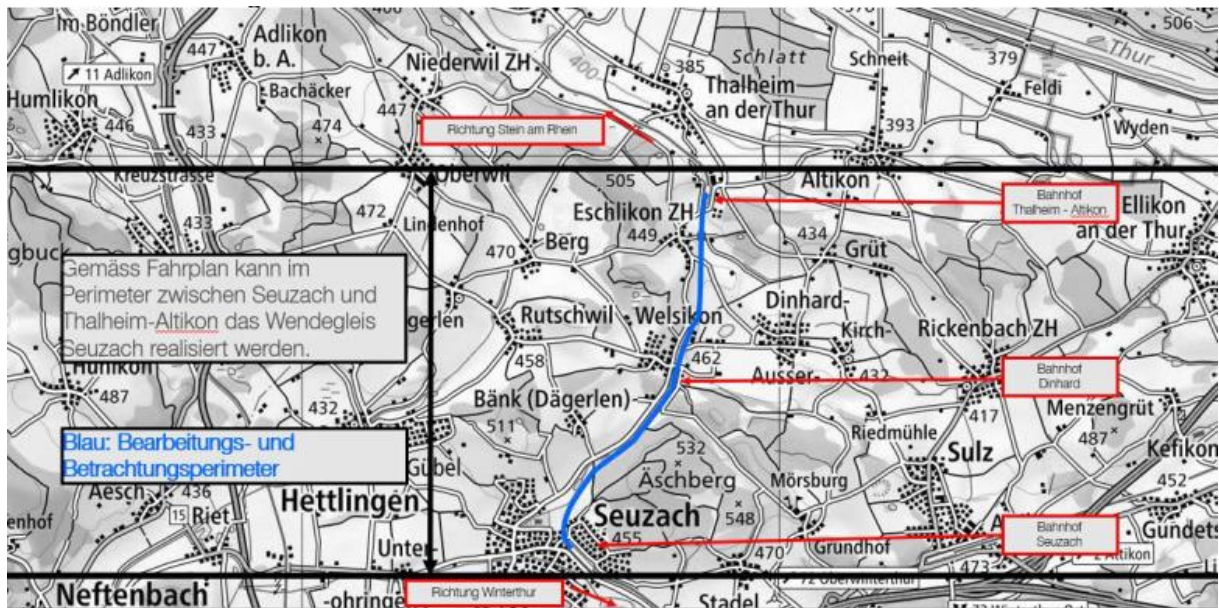 Im Böndler
Adlikon
b. A.
447
11 Adlikon
Bachäcker
Humlikon
446
433
474
Niederwil ZH
447
400
385
Schlatt
Thalheim
an der Thur
Schneit
379
Thur
506
Feldi
Wyden
393
Richtung Stein am Rhein
Kreuzstrasse
433
472
Oberwil
Lindenhof
505
Eschlikon ZH
449
Altikon
434
Grüt
Bahnhof
Thalheim - Altikon
Ellikon
an der Thur
470
Berg
Gemäss Fahrplan kann im
Perimeter zwischen Seuzach und
Thalheim-Altikon das Wendegleis
Seuzach realisiert werden.
Rutschwil
458
Welsikon
462
Dinhard-
Kirch-
Ausser-
432
Rickenbach ZH
Bahnhof
Dinhard
417
487
432
Bänk (Dägerlen)
511
532
Äschberg
548
Riedmühle
Menzengrüt
487
Kefikon
Sulz
452
Blau: Bearbeitungs- und
Betrachtungsperimeter
Gübel
Aesch
436
15
Riet
Hettlingen
Mörsburg
Seuzach
455
Unter-
470
Grundhof
473
Bahnhof
Seuzach
Gundets
Neftenbach
-ohringe
Richtung Winterthur
Stadel
72 Oberwinterthur